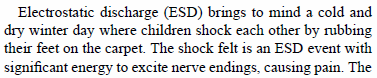 Electrostatic discharge (ESD) brings to mind a cold and
dry winter day where children shock each other by rubbing
their feet on the carpet. The shock felt is an ESD event with
significant energy to excite nerve endings, causing pain. The